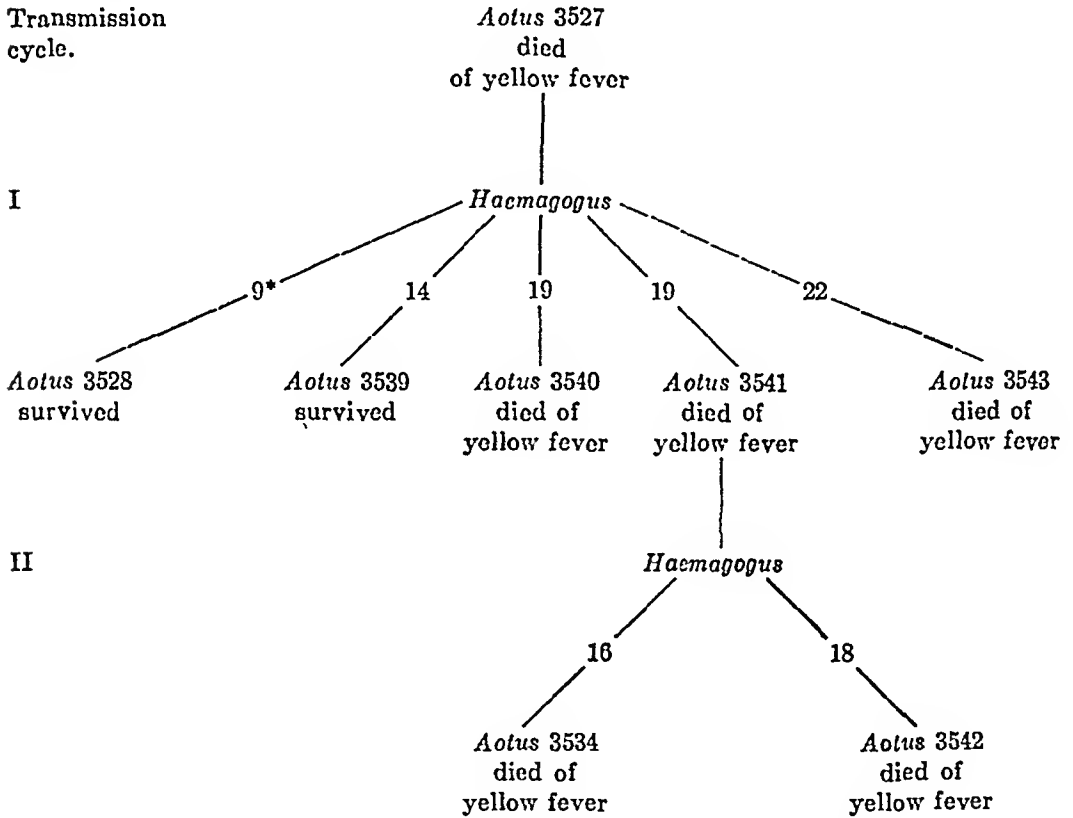 Transmission
cycle.
Aotus 3527
died
of yellow fever
I
Haemagogus
9*
14
19
19
22
Aotus 3528
survived
Aotus 3539
survived
Aotus 3540
died of
yellow fever
Aotus 3541
died of
yellow fever
Aotus 3543
died of
yellow fever
II
Haemagogus
16
18
Aotus 3534
died of
yellow fever
Aotus 3542
died of
yellow fever